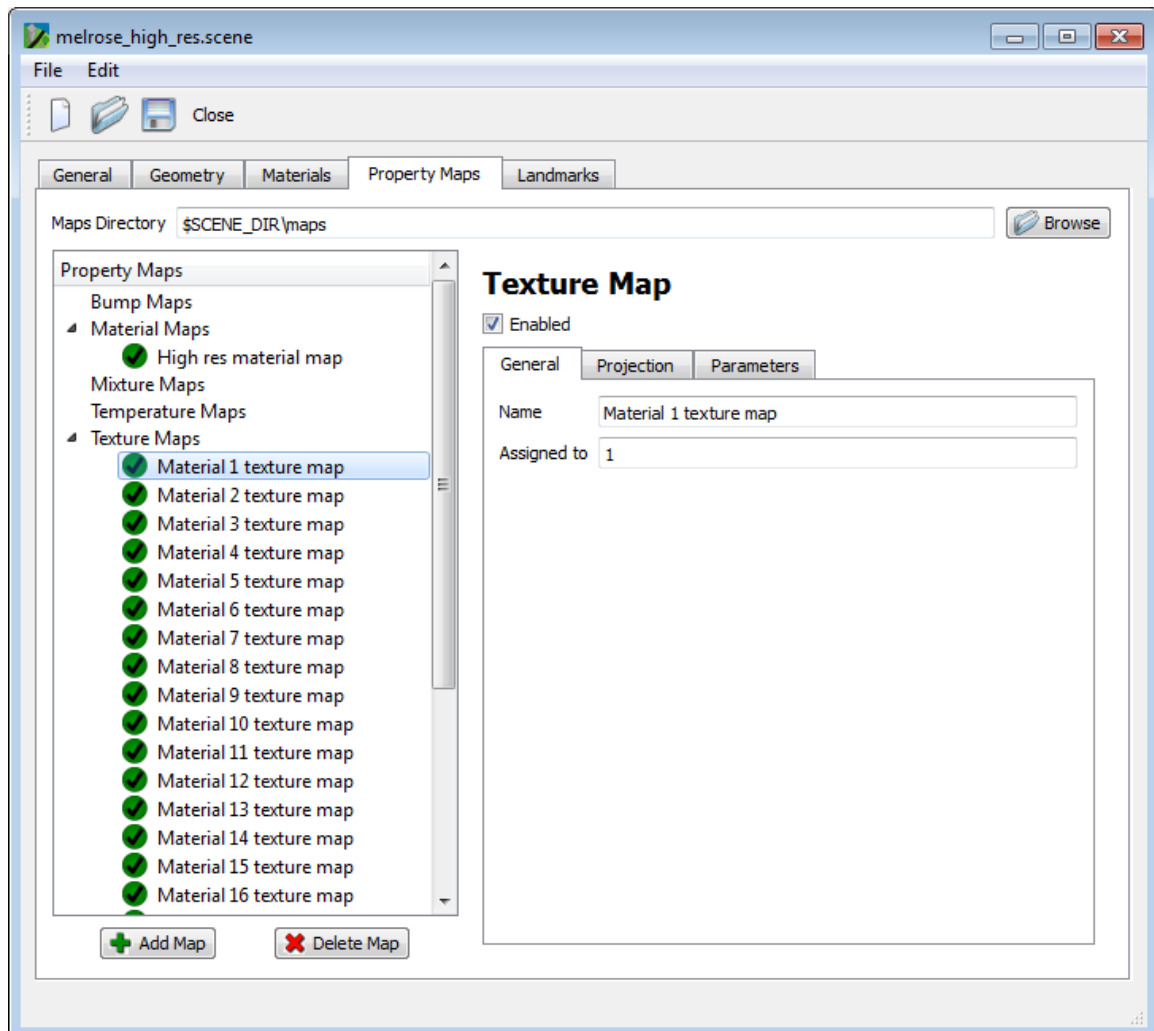 melrose_high_res.scene
File Edit
Close
General Geometry Materials Property Maps Landmarks
Maps Directory $SCENE_DIR\maps Browse
Property Maps
Bump Maps
Material Maps
High res material map
Mixture Maps
Temperature Maps
Texture Maps
Material 1 texture map
Material 2 texture map
Material 3 texture map
Material 4 texture map
Material 5 texture map
Material 6 texture map
Material 7 texture map
Material 8 texture map
Material 9 texture map
Material 10 texture map
Material 11 texture map
Material 12 texture map
Material 13 texture map
Material 14 texture map
Material 15 texture map
Material 16 texture map
Add Map Delete Map
Texture Map
Enabled
General Projection Parameters
Name Material 1 texture map
Assigned to 1